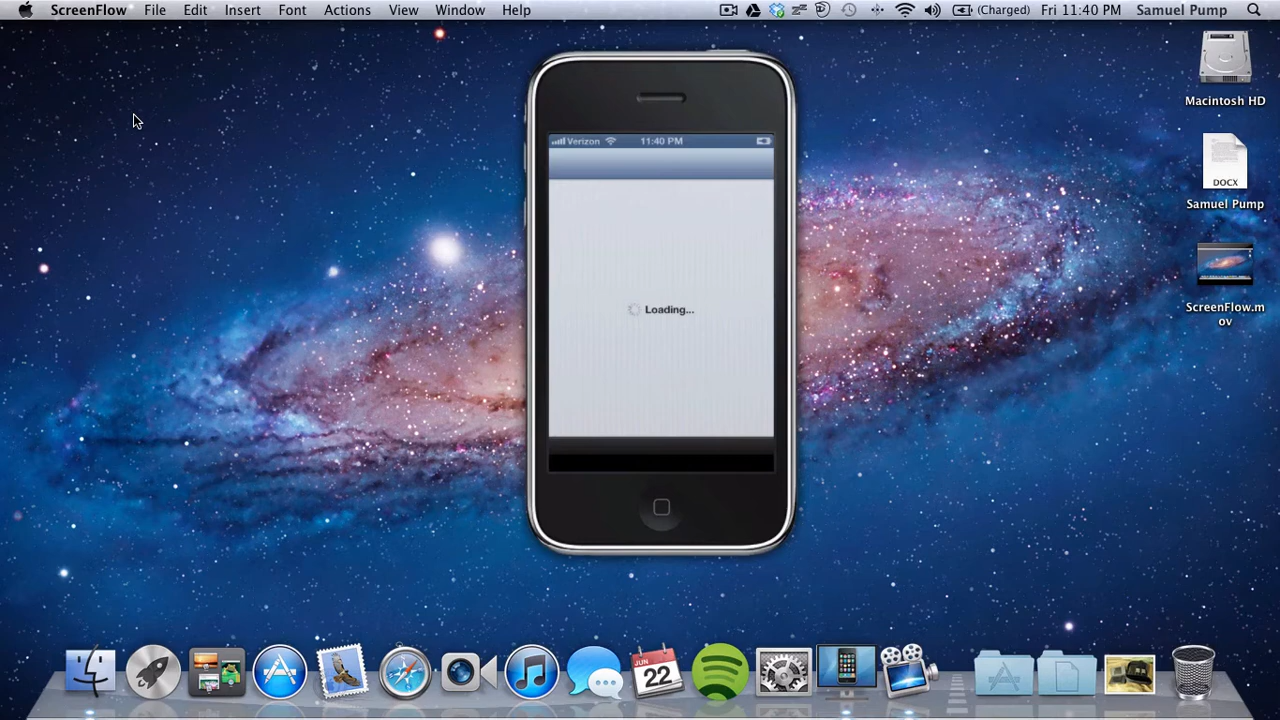 ScreenFlow File Edit Insert Font Actions View Window Help (Charged) Fri 11:40 PM Samuel Pump
Macintosh HD
DOCX
Samuel Pump
ScreenFlow.m
ov
Verizon 11:40 PM
Loading...
JUN
22